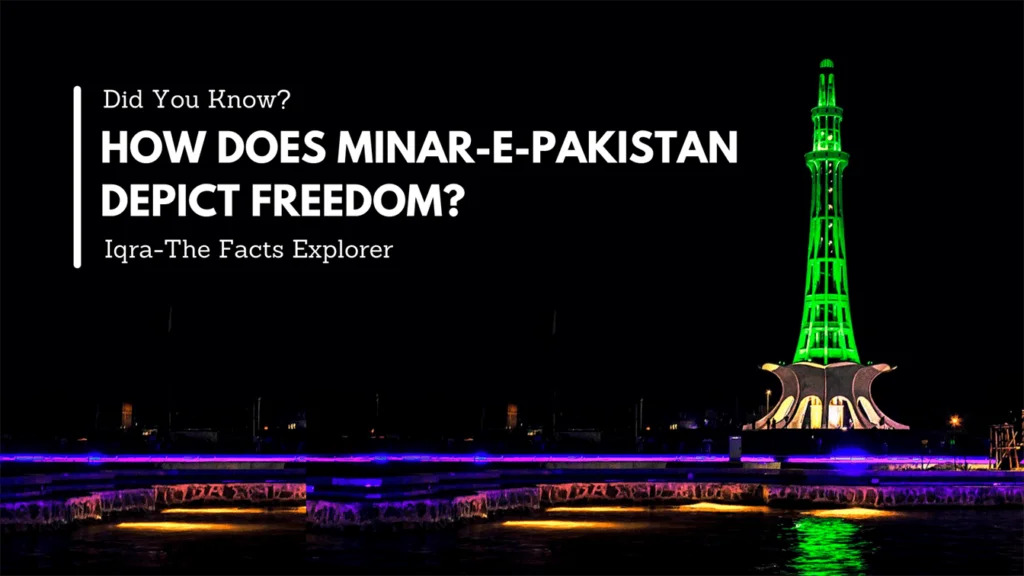 Did You Know?
HOW DOES MINAR-E-PAKISTAN
DEPICT FREEDOM?
Iqra-The Facts Explorer